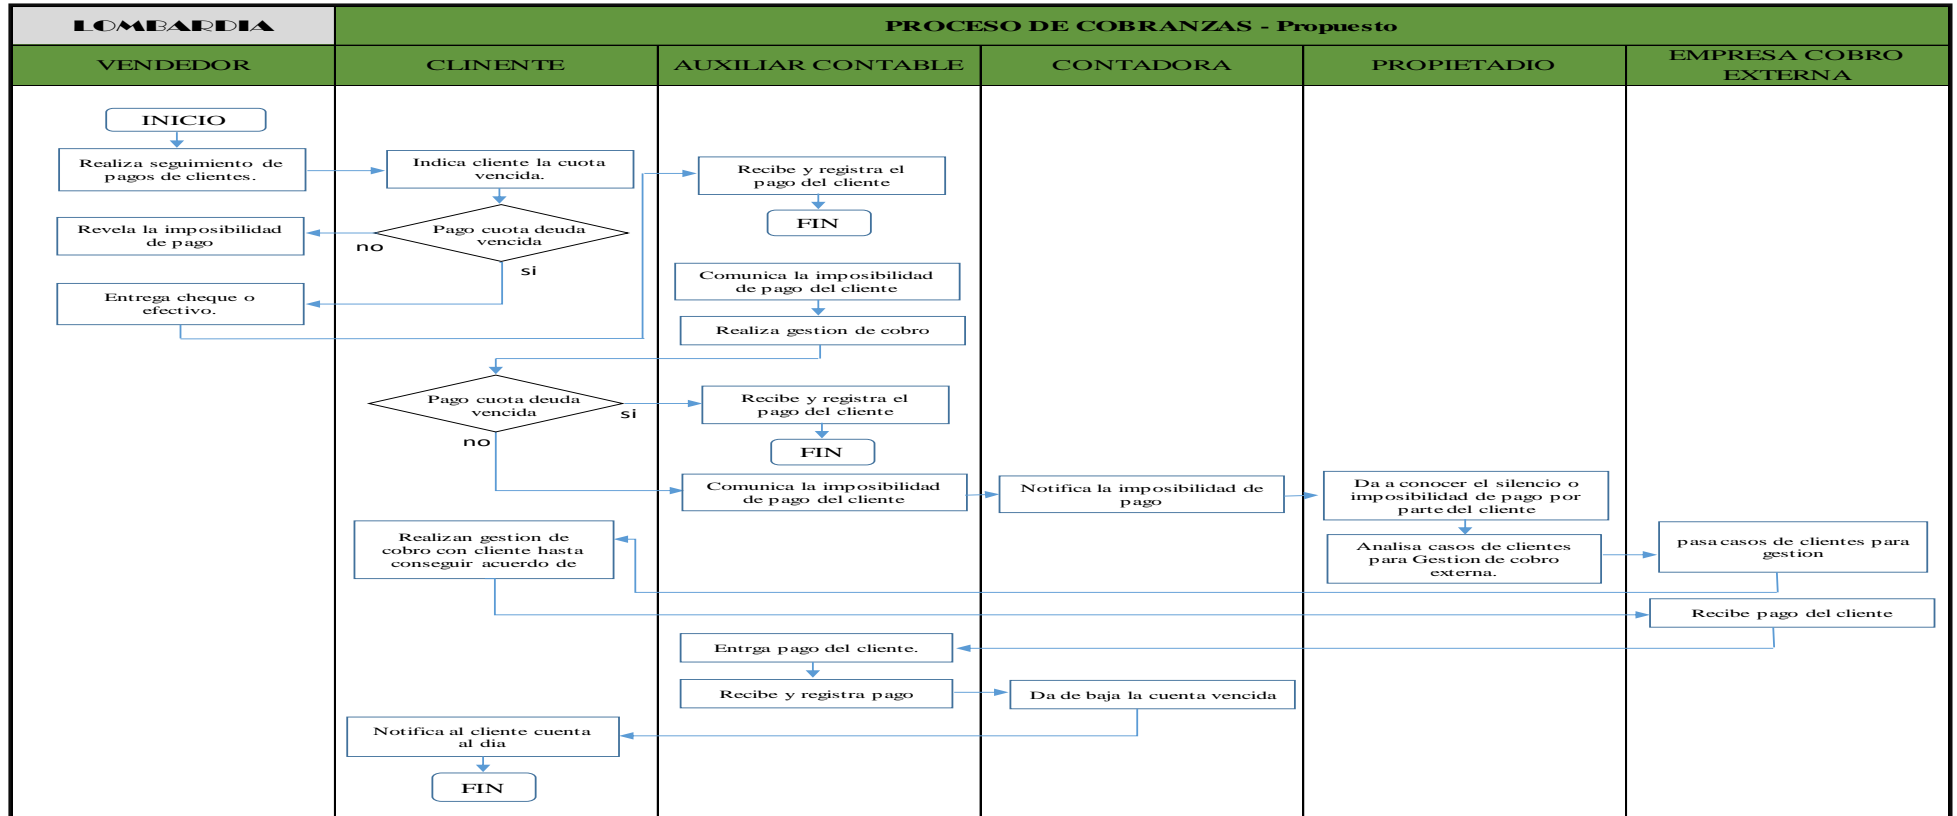 LOMBARDIA
PROCESO DE COBRANZAS - Propuesto
VENDEDOR
CLINENTE
AUXILIAR CONTABLE
CONTADORA
PROPIETADIO
EMPRESA COBRO
EXTERNA
INICIO
Realiza seguimiento de
pagos de clientes.
Indica cliente la cuota
vencida.
Recibe y registra el
pago del cliente
FIN
Revela la imposibilidad
de pago
no
Pago cuota deuda
vencida
si
Comunica la imposibilidad
de pago del cliente
Entrega cheque o
efectivo.
Realiza gestion de cobro
Pago cuota deuda
vencida
si
no
Recibe y registra el
pago del cliente
FIN
Comunica la imposibilidad
de pago del cliente
Notifica la imposibilidad de
pago
Da a conocer el silencio o
imposibilidad de pago por
parte del cliente
Realizan gestion de
cobro con cliente hasta
conseguir acuerdo de
Analisa casos de clientes
para Gestion de cobro
externa.
pasa casos de clientes para
gestion
Recibe pago del cliente
Entrga pago del cliente.
Recibe y registra pago
Da de baja la cuenta vencida
Notifica al cliente cuenta
al dia
FIN